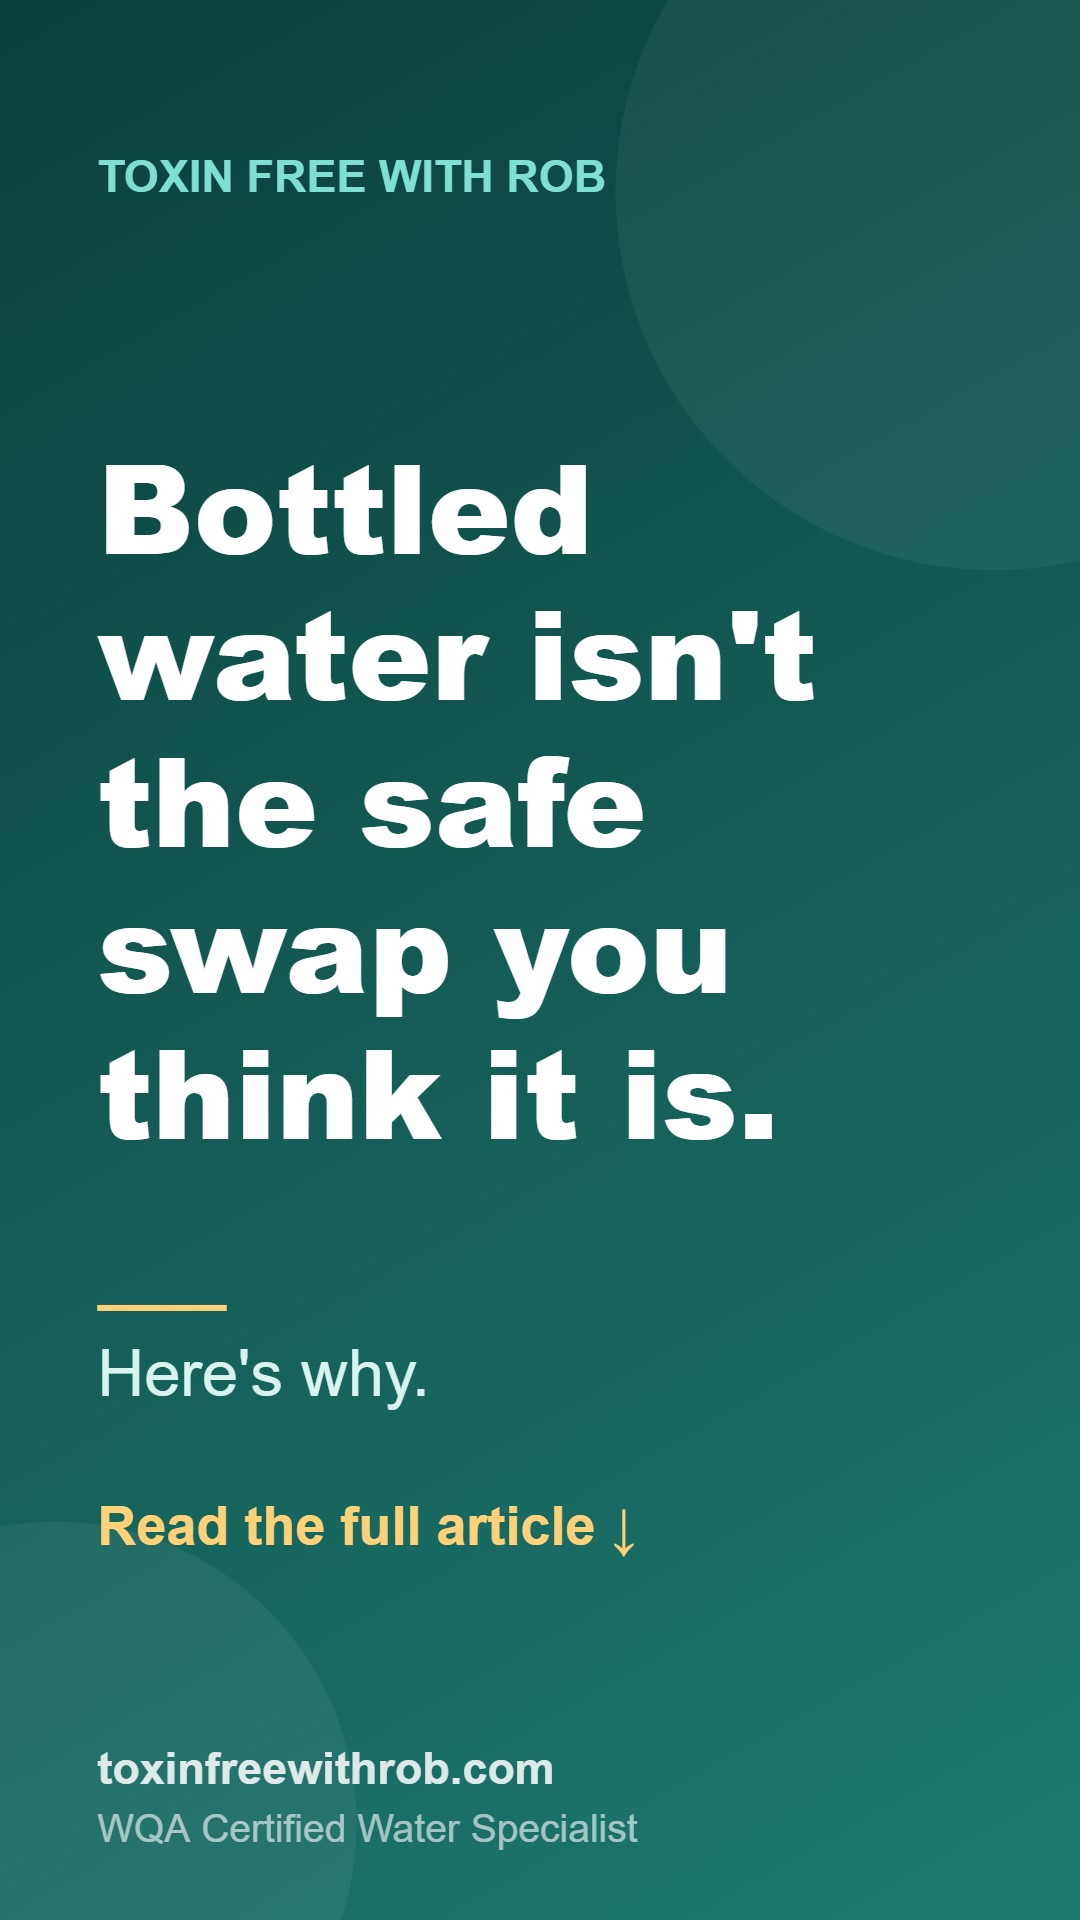 TOXIN FREE WITH ROB
Bottled
water isn't
the safe
swap you
think it is.
Here's why.
Read the full article ↓
toxinfreewithrob.com
WQA Certified Water Specialist